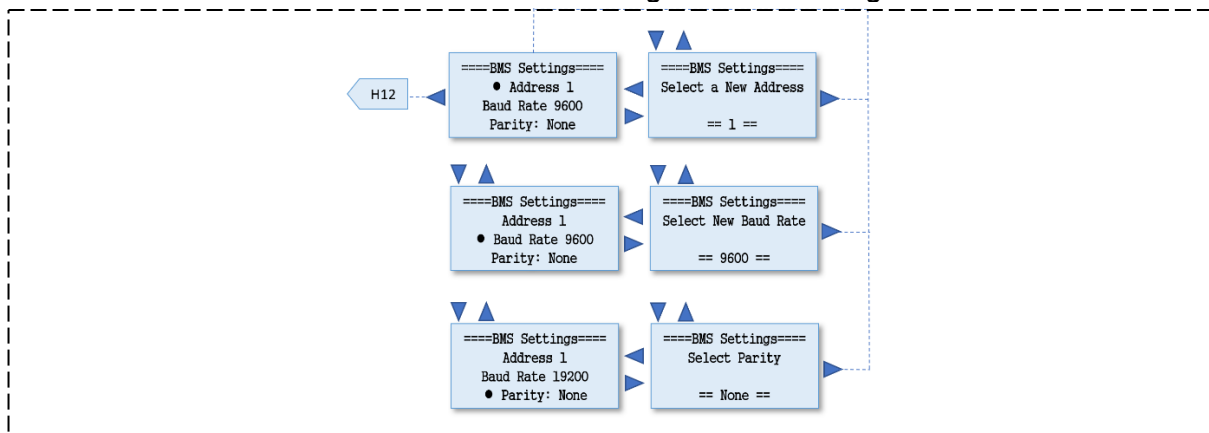 ====BMS Settings====
● Address 1
Baud Rate 9600
Parity: None
====BMS Settings====
Select a New Address
== 1 ==
H12
====BMS Settings====
Address 1
● Baud Rate 9600
Parity: None
====BMS Settings====
Select New Baud Rate
== 9600 ==
====BMS Settings====
Address 1
Baud Rate 19200
● Parity: None
====BMS Settings====
Select Parity
== None ==